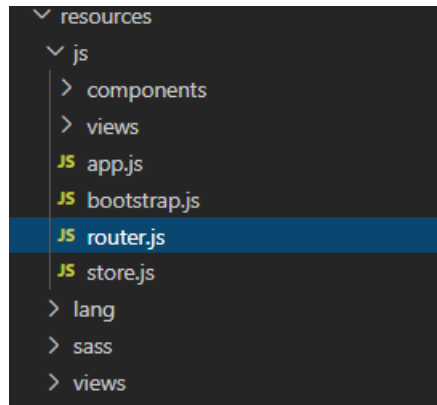 resources
js
components
views
JS app.js
JS bootstrap.js
JS router.js
JS store.js
lang
sass
views